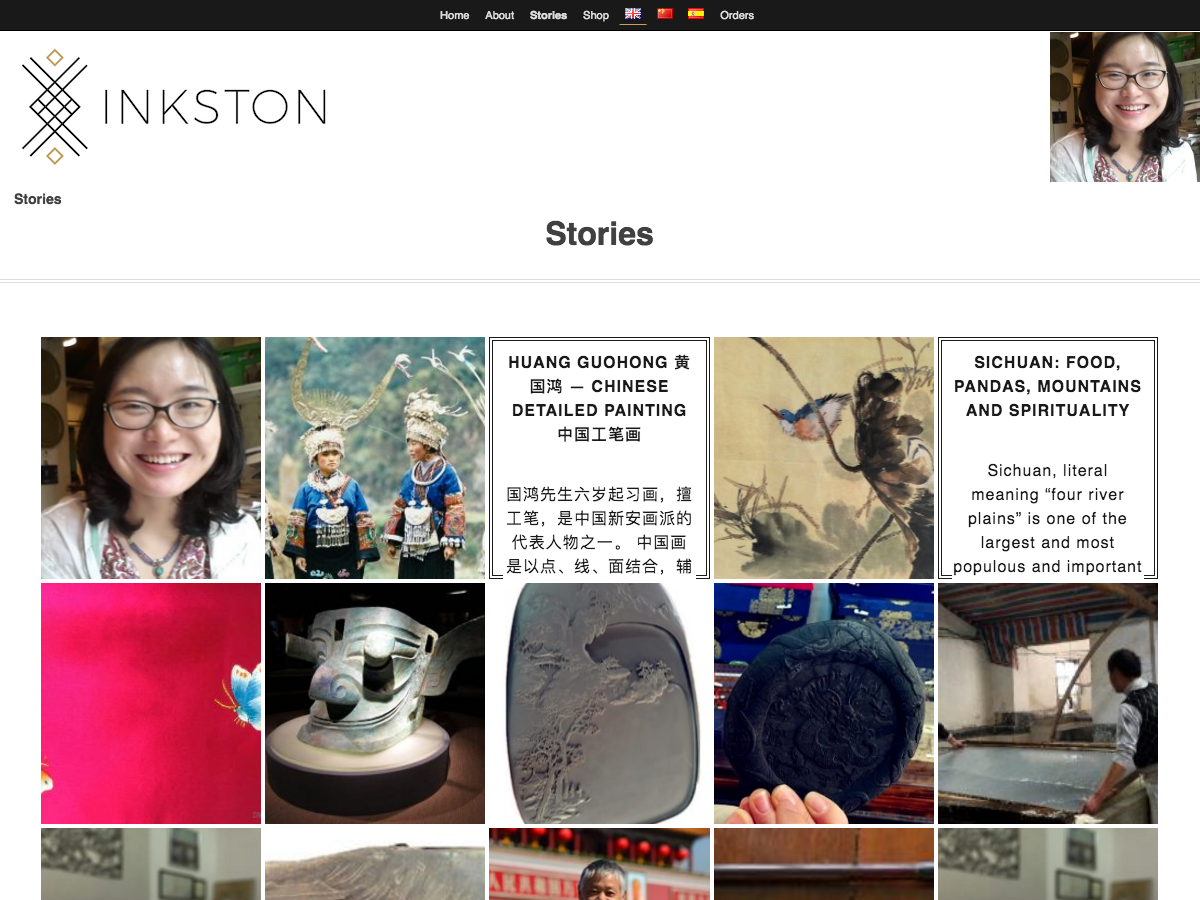 Home About Stories Shop Orders
INKSTON
Stories
Stories
HUANG GUOHONG 黄
国鸿 — CHINESE
DETAILED PAINTING
中国工笔画
国鸿先生六岁起习画，擅
工笔，是中国新安画派的
代表人物之一。 中国画
是以点、线、面结合，辅
SICHUAN: FOOD,
PANDAS, MOUNTAINS
AND SPIRITUALITY
Sichuan, literal
meaning “four river
plains” is one of the
largest and most
populous and important